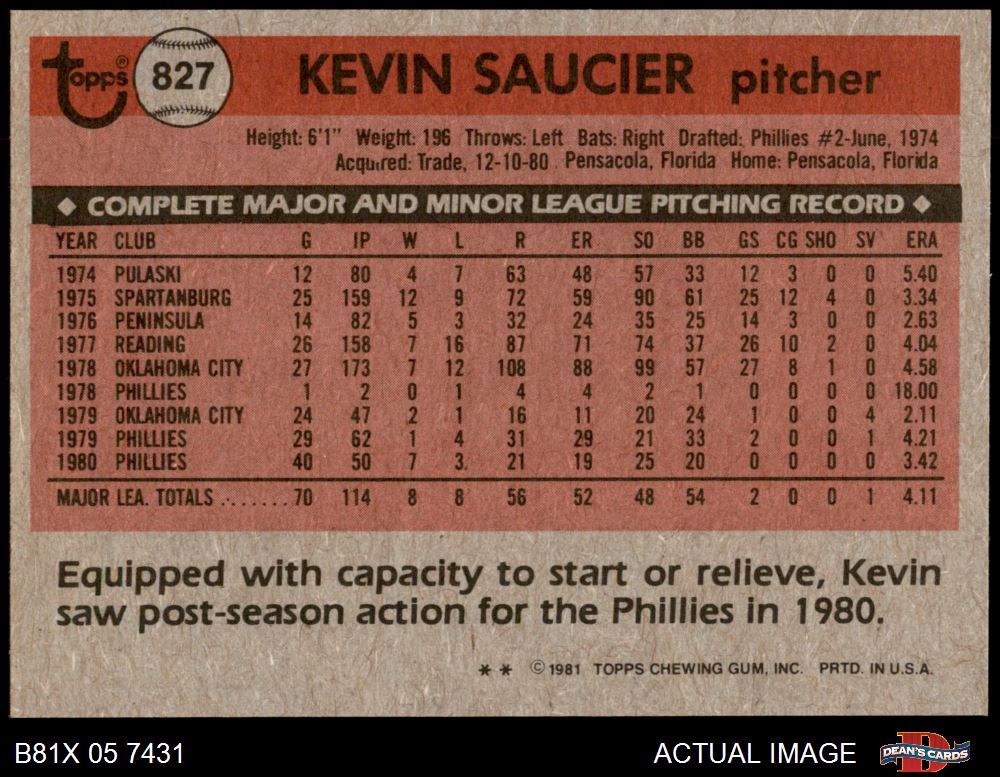 Topps® 827 KEVIN SAUCIER pitcher
Height: 6'1" Weight: 196 Throws: Left Bats: Right Drafted: Phillies #2-June, 1974
Acquired: Trade, 12-10-80 Pensacola, Florida Home: Pensacola, Florida
◆ COMPLETE MAJOR AND MINOR LEAGUE PITCHING RECORD ◆
YEAR CLUB G IP W L R ER SO BB GS CG SHO SV ERA
1974 PULASKI 12 80 4 7 63 48 57 33 12 3 0 0 5.40
1975 SPARTANBURG 25 159 12 9 72 59 90 61 25 12 4 0 3.34
1976 PENINSULA 14 82 5 3 32 24 35 25 14 3 0 0 2.63
1977 READING 26 158 7 16 87 71 74 37 26 10 2 0 4.04
1978 OKLAHOMA CITY 27 173 7 12 108 88 99 57 27 8 1 0 4.58
1978 PHILLIES 1 2 0 1 4 4 2 1 0 0 0 0 18.00
1979 OKLAHOMA CITY 24 47 2 1 16 11 20 24 1 0 0 4 2.11
1979 PHILLIES 29 62 1 4 31 29 21 33 2 0 0 1 4.21
1980 PHILLIES 40 50 7 3. 21 19 25 20 0 0 0 0 3.42
MAJOR LEA. TOTALS ........70 114 8 8 56 52 48 54 2 0 0 1 4.11
Equipped with capacity to start or relieve, Kevin
saw post-season action for the Phillies in 1980.
** ©1981 TOPPS CHEWING GUM, INC. PRTD. IN U.S.A.
B81X 05 7431 ACTUAL IMAGE DEAN'S CARDS